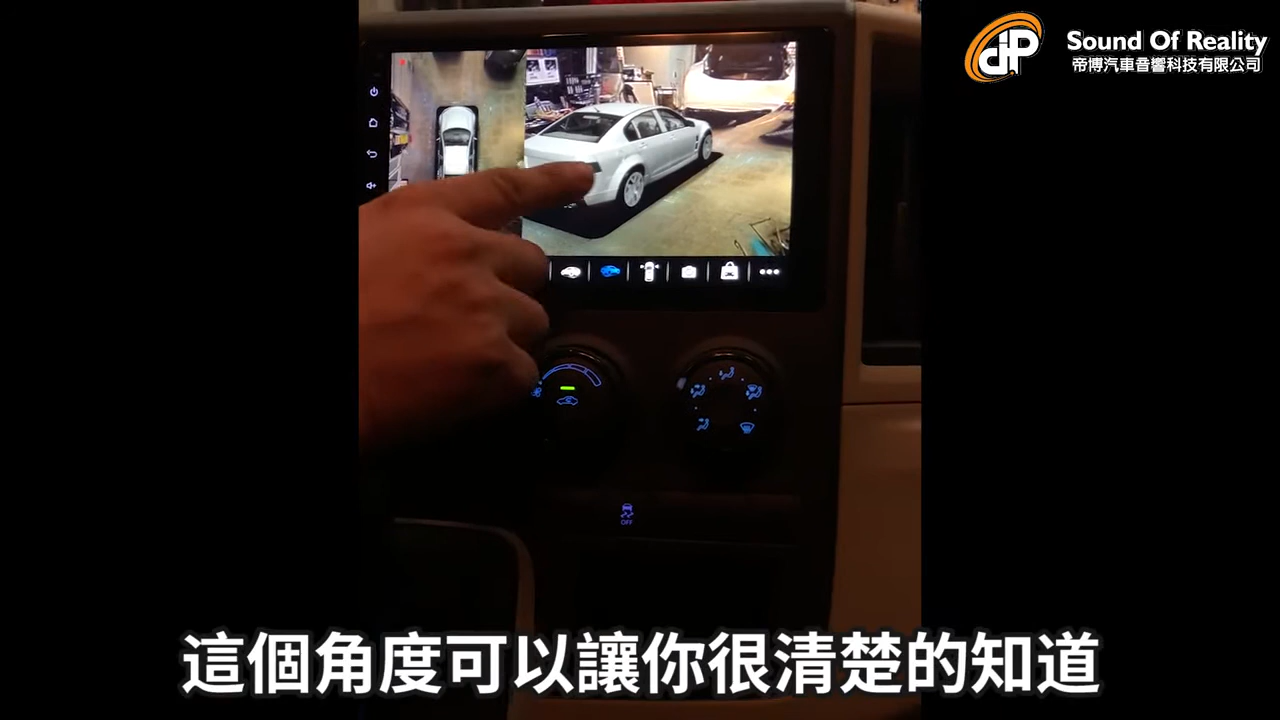 dP
Sound Of Reality
帝博汽車音響科技有限公司
OFF
這個角度可以讓你很清楚的知道